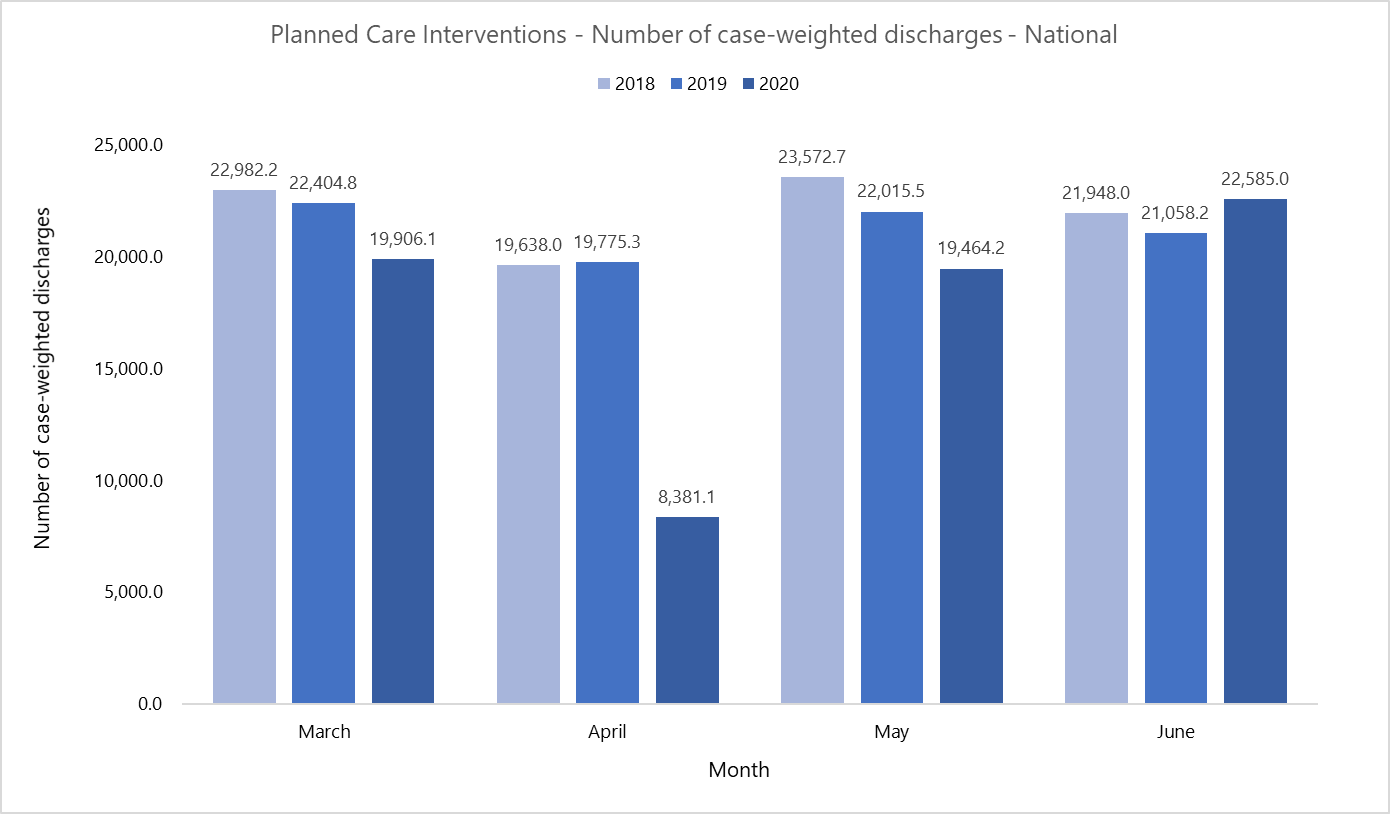 Planned Care Interventions - Number of case-weighted discharges - National
2018 2019 2020
25,000.0
20,000.0
15,000.0
10,000.0
5,000.0
0.0
Number of case-weighted discharges
22,982.2
22,404.8
19,906.1
19,638.0
19,775.3
8,381.1
23,572.7
22,015.5
19,464.2
21,948.0
21,058.2
22,585.0
March
April
May
June
Month